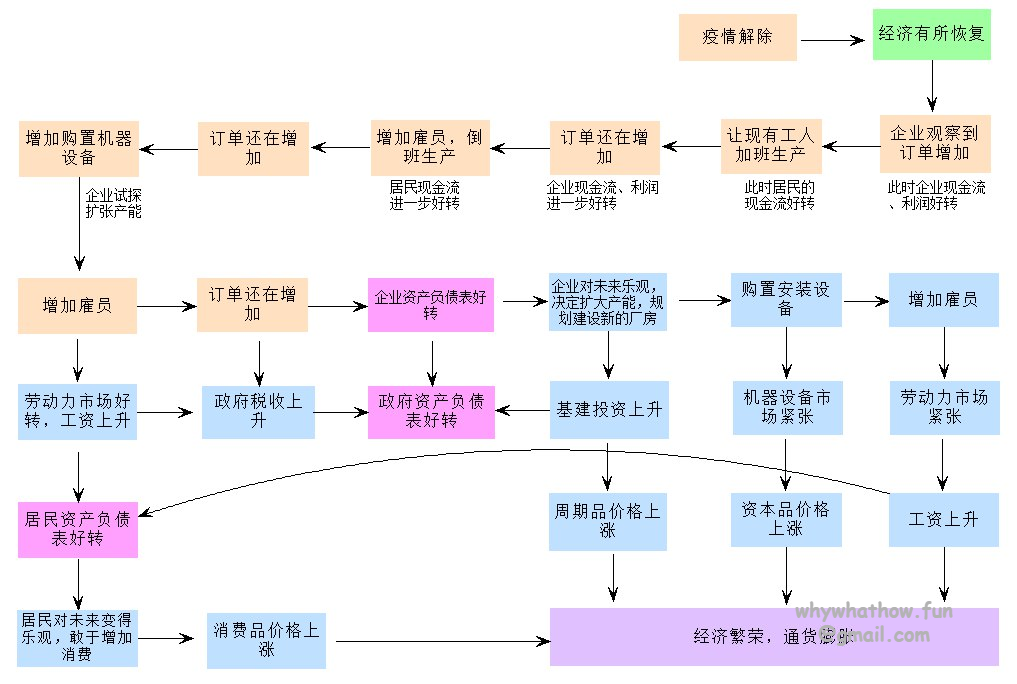 疫情解除
经济有所恢复
增加购置机器
设备
订单还在增
加
增加雇员，倒
班生产
订单还在增
加
让现有工人
加班生产
企业观察到
订单增加
企业试探
扩张产能
居民现金流
进一步好转
企业现金流、利润
进一步好转
此时居民的
现金流好转
此时企业现金流
、利润好转
增加雇员
订单还在增
加
企业资产负债表好
转
企业对未来乐观，
决定扩大产能，规
划建设新的厂房
购置安装设
备
增加雇员
劳动力市场好
转，工资上升
政府税收上
升
政府资产负债
表好转
基建投资上升
机器设备市
场紧张
劳动力市场
紧张
居民资产负债
表好转
周期品价格上
涨
资本品价格
上涨
工资上升
居民对未来变得
乐观，敢于增加
消费
消费品价格上
涨
经济繁荣，通货膨胀
whywhathow.fun
@gmail.com